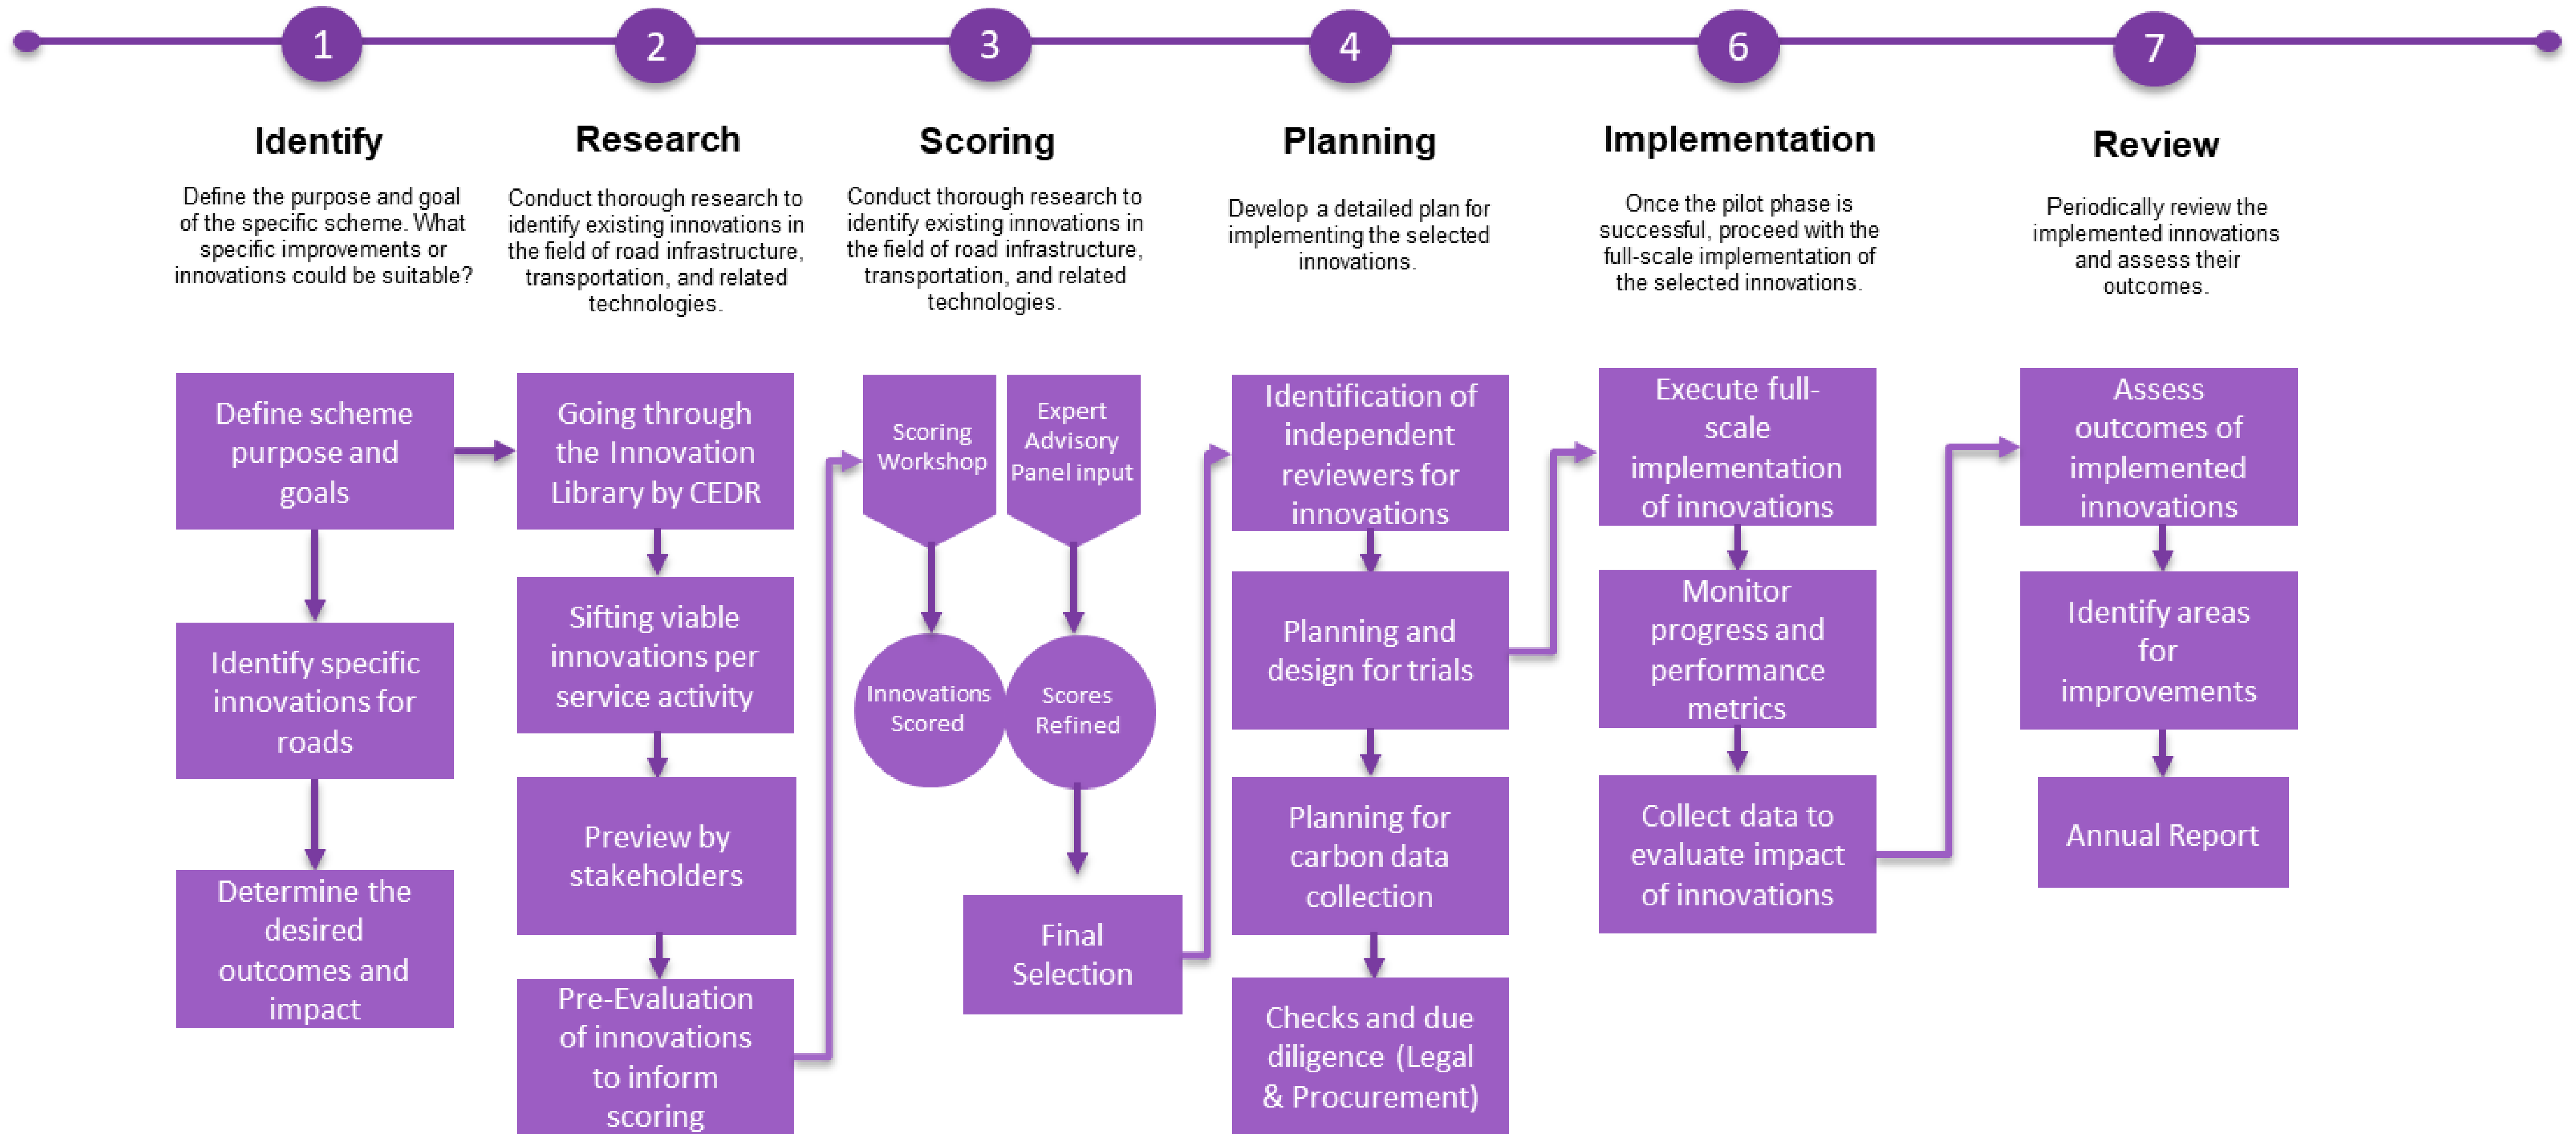 1
2
3
4
6
7
Identify
Define the purpose and goal
of the specific scheme. What
specific improvements or
innovations could be suitable?
Research
Conduct thorough research to
identify existing innovations in
the field of road infrastructure,
transportation, and related
technologies.
Scoring
Conduct thorough research to
identify existing innovations in
the field of road infrastructure,
transportation, and related
technologies.
Planning
Develop a detailed plan for
implementing the selected
innovations.
Implementation
Once the pilot phase is
successful, proceed with the
full-scale implementation of
the selected innovations.
Review
Periodically review the
implemented innovations
and assess their
outcomes.
Define scheme
purpose and
goals
Identify specific
innovations for
roads
Determine the
desired
outcomes and
impact
Going through
the Innovation
Library by CEDR
Sifting viable
innovations per
service activity
Preview by
stakeholders
Pre-Evaluation
of innovations
to inform
scoring
Scoring
Workshop
Expert
Advisory
Panel input
Innovations
Scored
Scores
Refined
Final
Selection
Identification of
independent
reviewers for
innovations
Planning and
design for trials
Planning for
carbon data
collection
Checks and due
diligence (Legal
& Procurement)
Execute full-
scale
implementation
of innovations
Monitor
progress and
performance
metrics
Collect data to
evaluate impact
of innovations
Assess
outcomes of
implemented
innovations
Identify areas
for
improvements
Annual Report